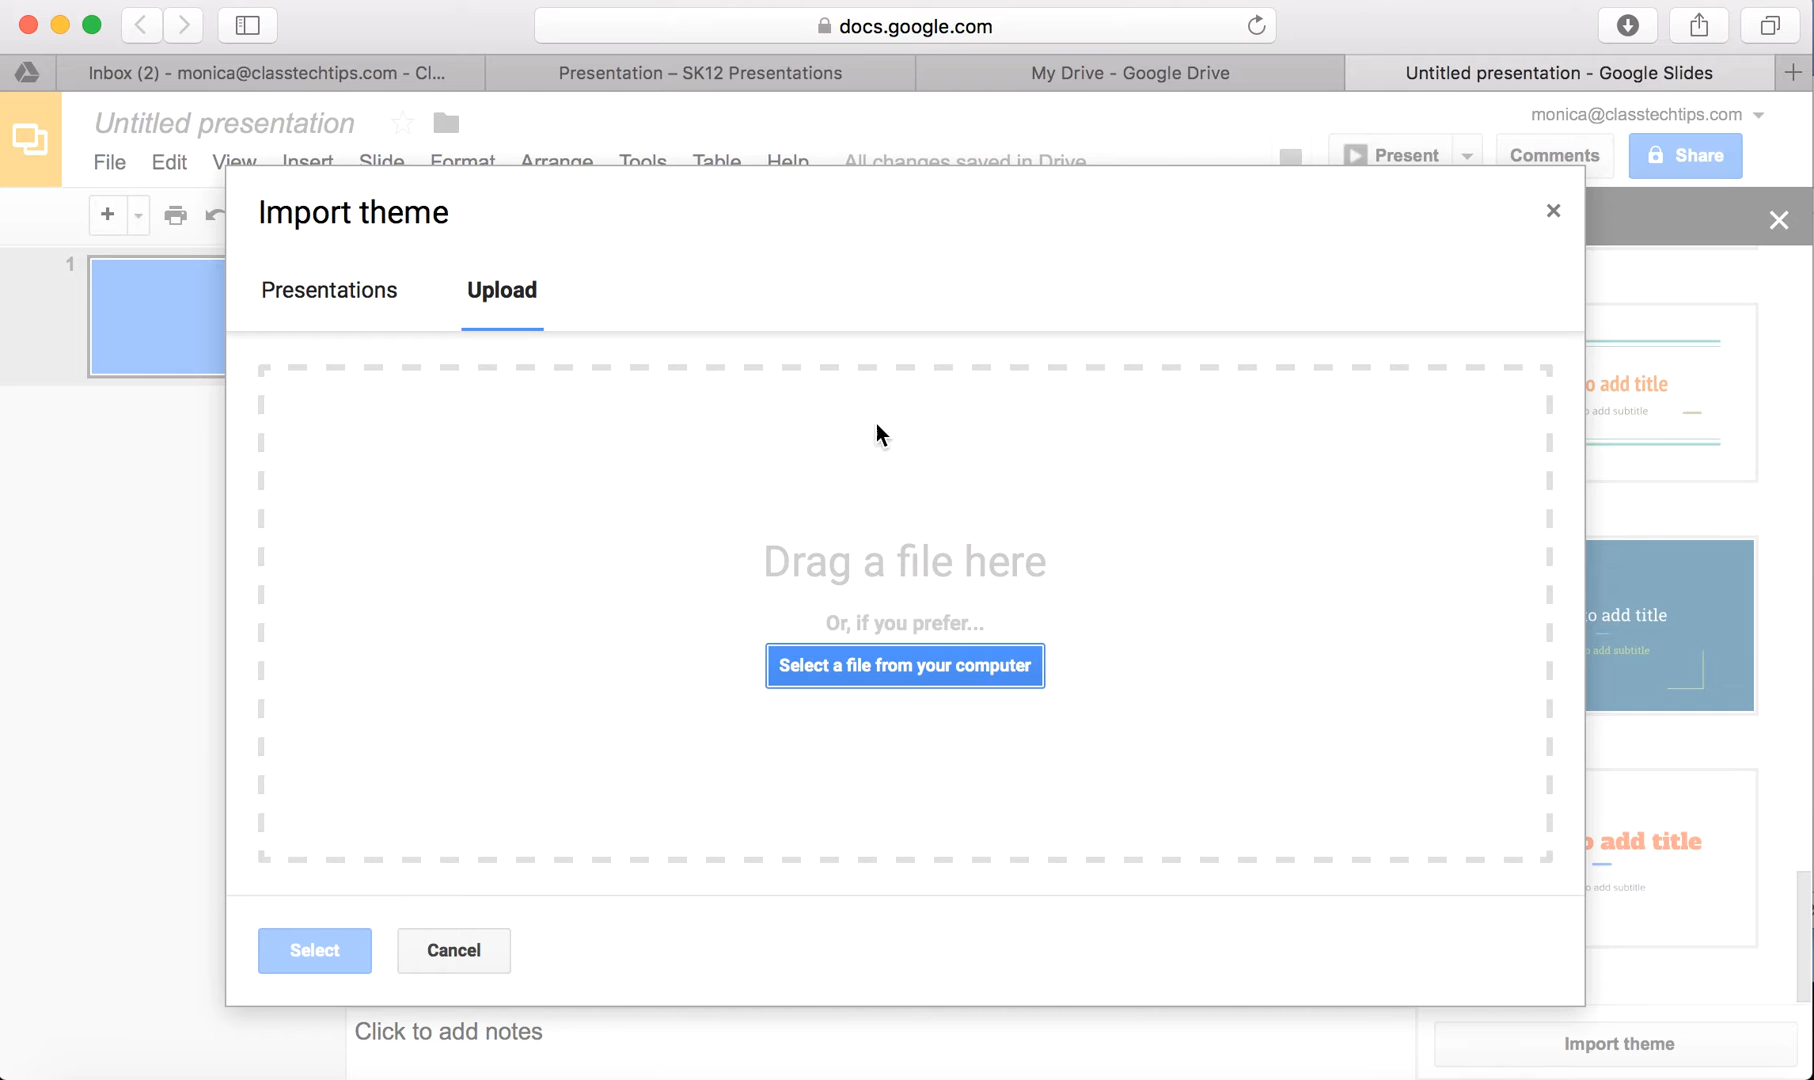 docs.google.com
Inbox (2) - monica@classtechtips.com - Cl...
Presentation – SK12 Presentations
My Drive - Google Drive
Untitled presentation - Google Slides
Untitled presentation
monica@classtechtips.com
File Edit View Insert Slide Format Arrange Tools Table Help All changes saved in Drive
Present
Comments
Share
Import theme
Presentations
Upload
1
o add title
o add subtitle
Drag a file here
Or, if you prefer...
Select a file from your computer
to add title
o add subtitle
o add title
o add subtitle
Select
Cancel
Click to add notes
Import theme